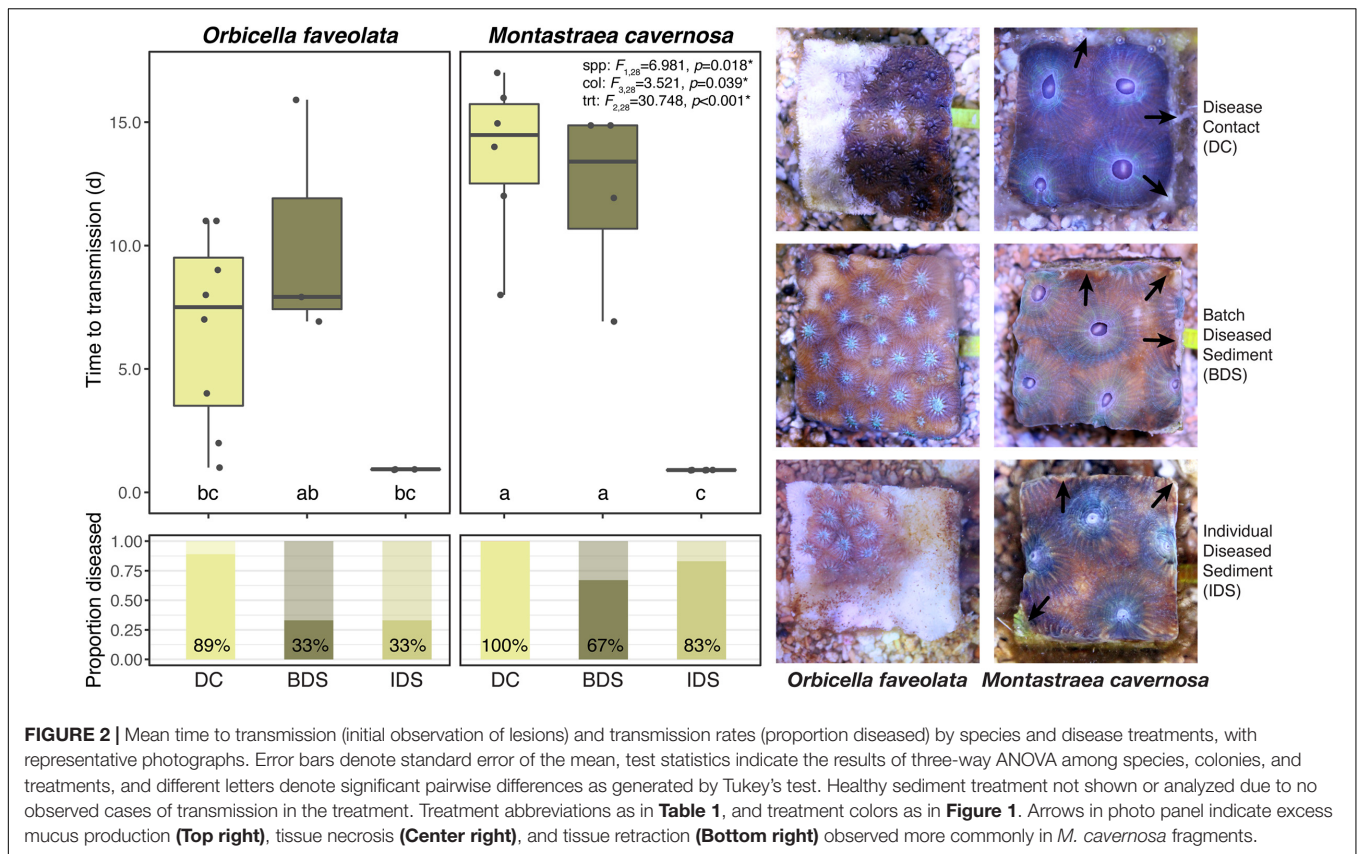 Orbicella faveolata
Montastraea cavernosa
spp: F1,28=6.981, p=0.018*
col: F3,28=3.521, p=0.039*
trt: F2,28=30.748, p<0.001*
Time to transmission (d)
15.0
10.0
5.0
0.0
bc
ab
bc
a
a
c
Proportion diseased
1.00
0.75
0.50
0.25
0.00
89%
33%
33%
100%
67%
83%
DC
BDS
IDS
DC
BDS
IDS
Disease
Contact
(DC)
Batch
Diseased
Sediment
(BDS)
Individual
Diseased
Sediment
(IDS)
Orbicella faveolata
Montastraea cavernosa
FIGURE 2 | Mean time to transmission (initial observation of lesions) and transmission rates (proportion diseased) by species and disease treatments, with
representative photographs. Error bars denote standard error of the mean, test statistics indicate the results of three-way ANOVA among species, colonies, and
treatments, and different letters denote significant pairwise differences as generated by Tukey's test. Healthy sediment treatment not shown or analyzed due to no
observed cases of transmission in the treatment. Treatment abbreviations as in Table 1, and treatment colors as in Figure 1. Arrows in photo panel indicate excess
mucus production (Top right), tissue necrosis (Center right), and tissue retraction (Bottom right) observed more commonly in M. cavernosa fragments.